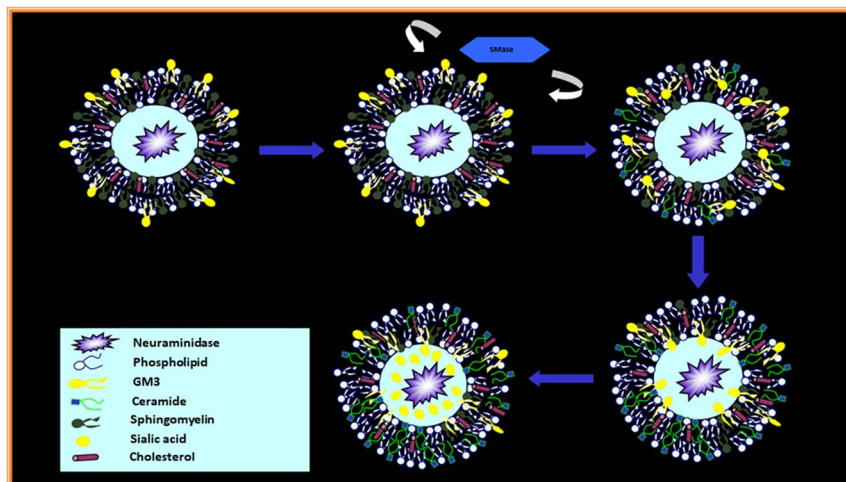 SMase
Neuraminidase
Phospholipid
GM3
Ceramide
Sphingomyelin
Sialic acid
Cholesterol